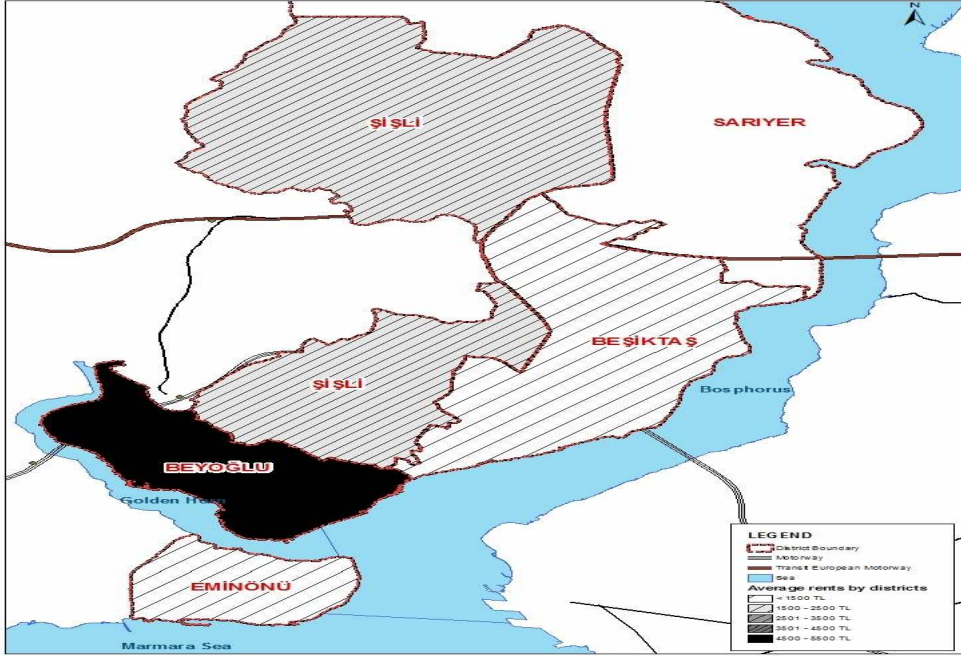 N
ŞİŞLİ
SARIYER
BEŞİKTAŞ
ŞİŞLİ
Bosphorus
BEYOĞLU
Golden Horn
EMİNÖNÜ
Marmara Sea
LEGEND
District Boundary
Motorway
Transit European Motorway
Sea
Average rents by districts
< 1500 TL
1500 - 2500 TL
2501 - 3500 TL
3501 - 4500 TL
4500 - 5500 TL